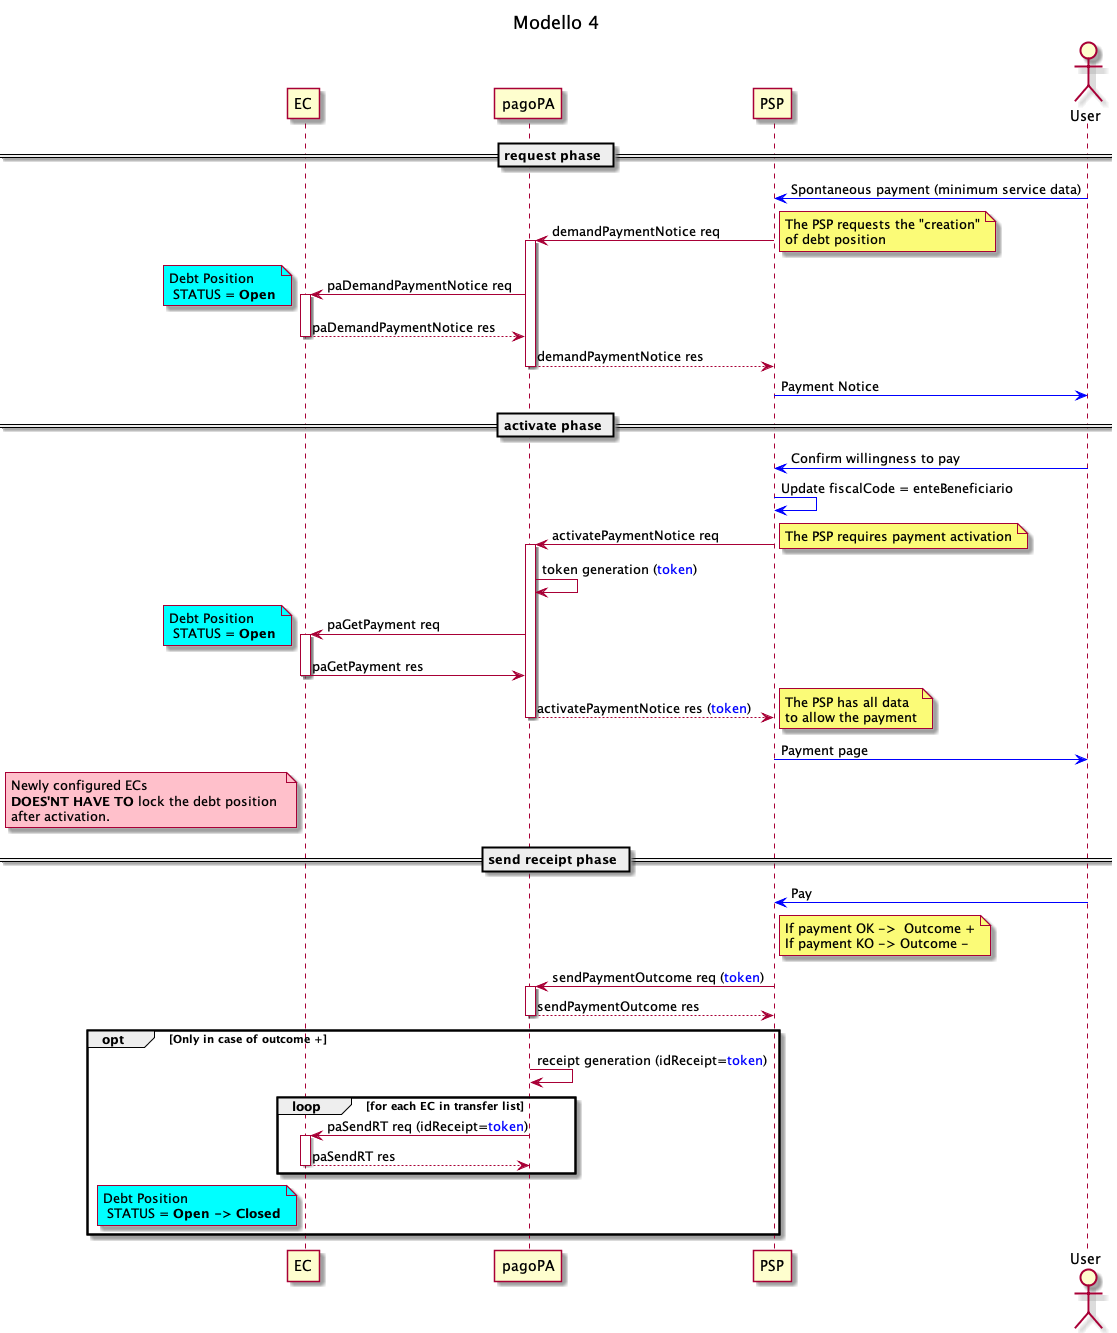 Modello 4
User
EC
pagoPA
PSP
request phase
Spontaneous payment (minimum service data)
The PSP requests the "creation"
of debt position
demandPaymentNotice req
Debt Position
STATUS = Open
paDemandPaymentNotice req
paDemandPaymentNotice res
demandPaymentNotice res
Payment Notice
activate phase
Confirm willingness to pay
Update fiscalCode = enteBeneficiario
activatePaymentNotice req
The PSP requires payment activation
token generation (token)
Debt Position
STATUS = Open
paGetPayment req
paGetPayment res
The PSP has all data
to allow the payment
activatePaymentNotice res (token)
Payment page
Newly configured ECs
DOES'NT HAVE TO lock the debt position
after activation.
send receipt phase
Pay
If payment OK -> Outcome +
If payment KO -> Outcome -
sendPaymentOutcome req (token)
sendPaymentOutcome res
opt [Only in case of outcome +]
receipt generation (idReceipt=token)
loop [for each EC in transfer list]
paSendRT req (idReceipt=token)
paSendRT res
Debt Position
STATUS = Open -> Closed
EC
pagoPA
PSP
User